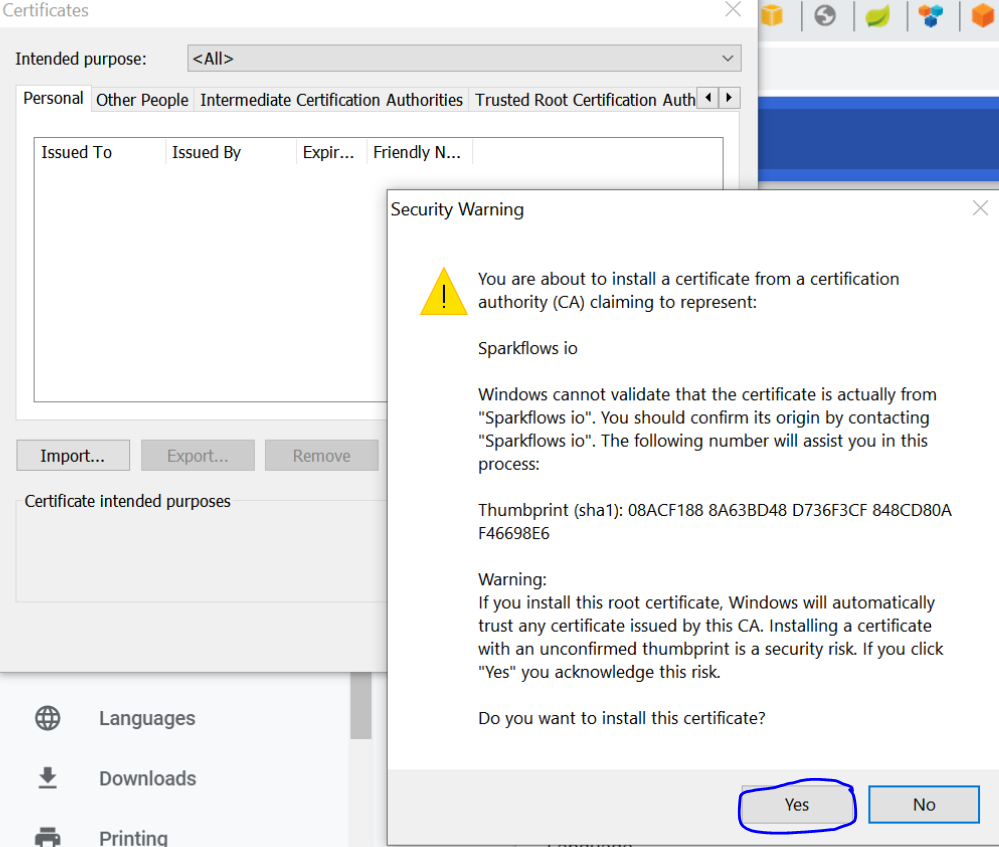 Certificates
Intended purpose:
<All>
Personal
Other People
Intermediate Certification Authorities
Trusted Root Certification Auth
Issued To
Issued By
Expir...
Friendly N...
Import...
Export...
Remove
Certificate intended purposes
Security Warning
You are about to install a certificate from a certification
authority (CA) claiming to represent:
Sparkflows io
Windows cannot validate that the certificate is actually from
"Sparkflows io". You should confirm its origin by contacting
"Sparkflows io". The following number will assist you in this
process:
Thumbprint (sha1): 08ACF188 8A63BD48 D736F3CF 848CD80A
F46698E6
Warning:
If you install this root certificate, Windows will automatically
trust any certificate issued by this CA. Installing a certificate
with an unconfirmed thumbprint is a security risk. If you click
"Yes" you acknowledge this risk.
Do you want to install this certificate?
Yes
No
Languages
Downloads
Printing